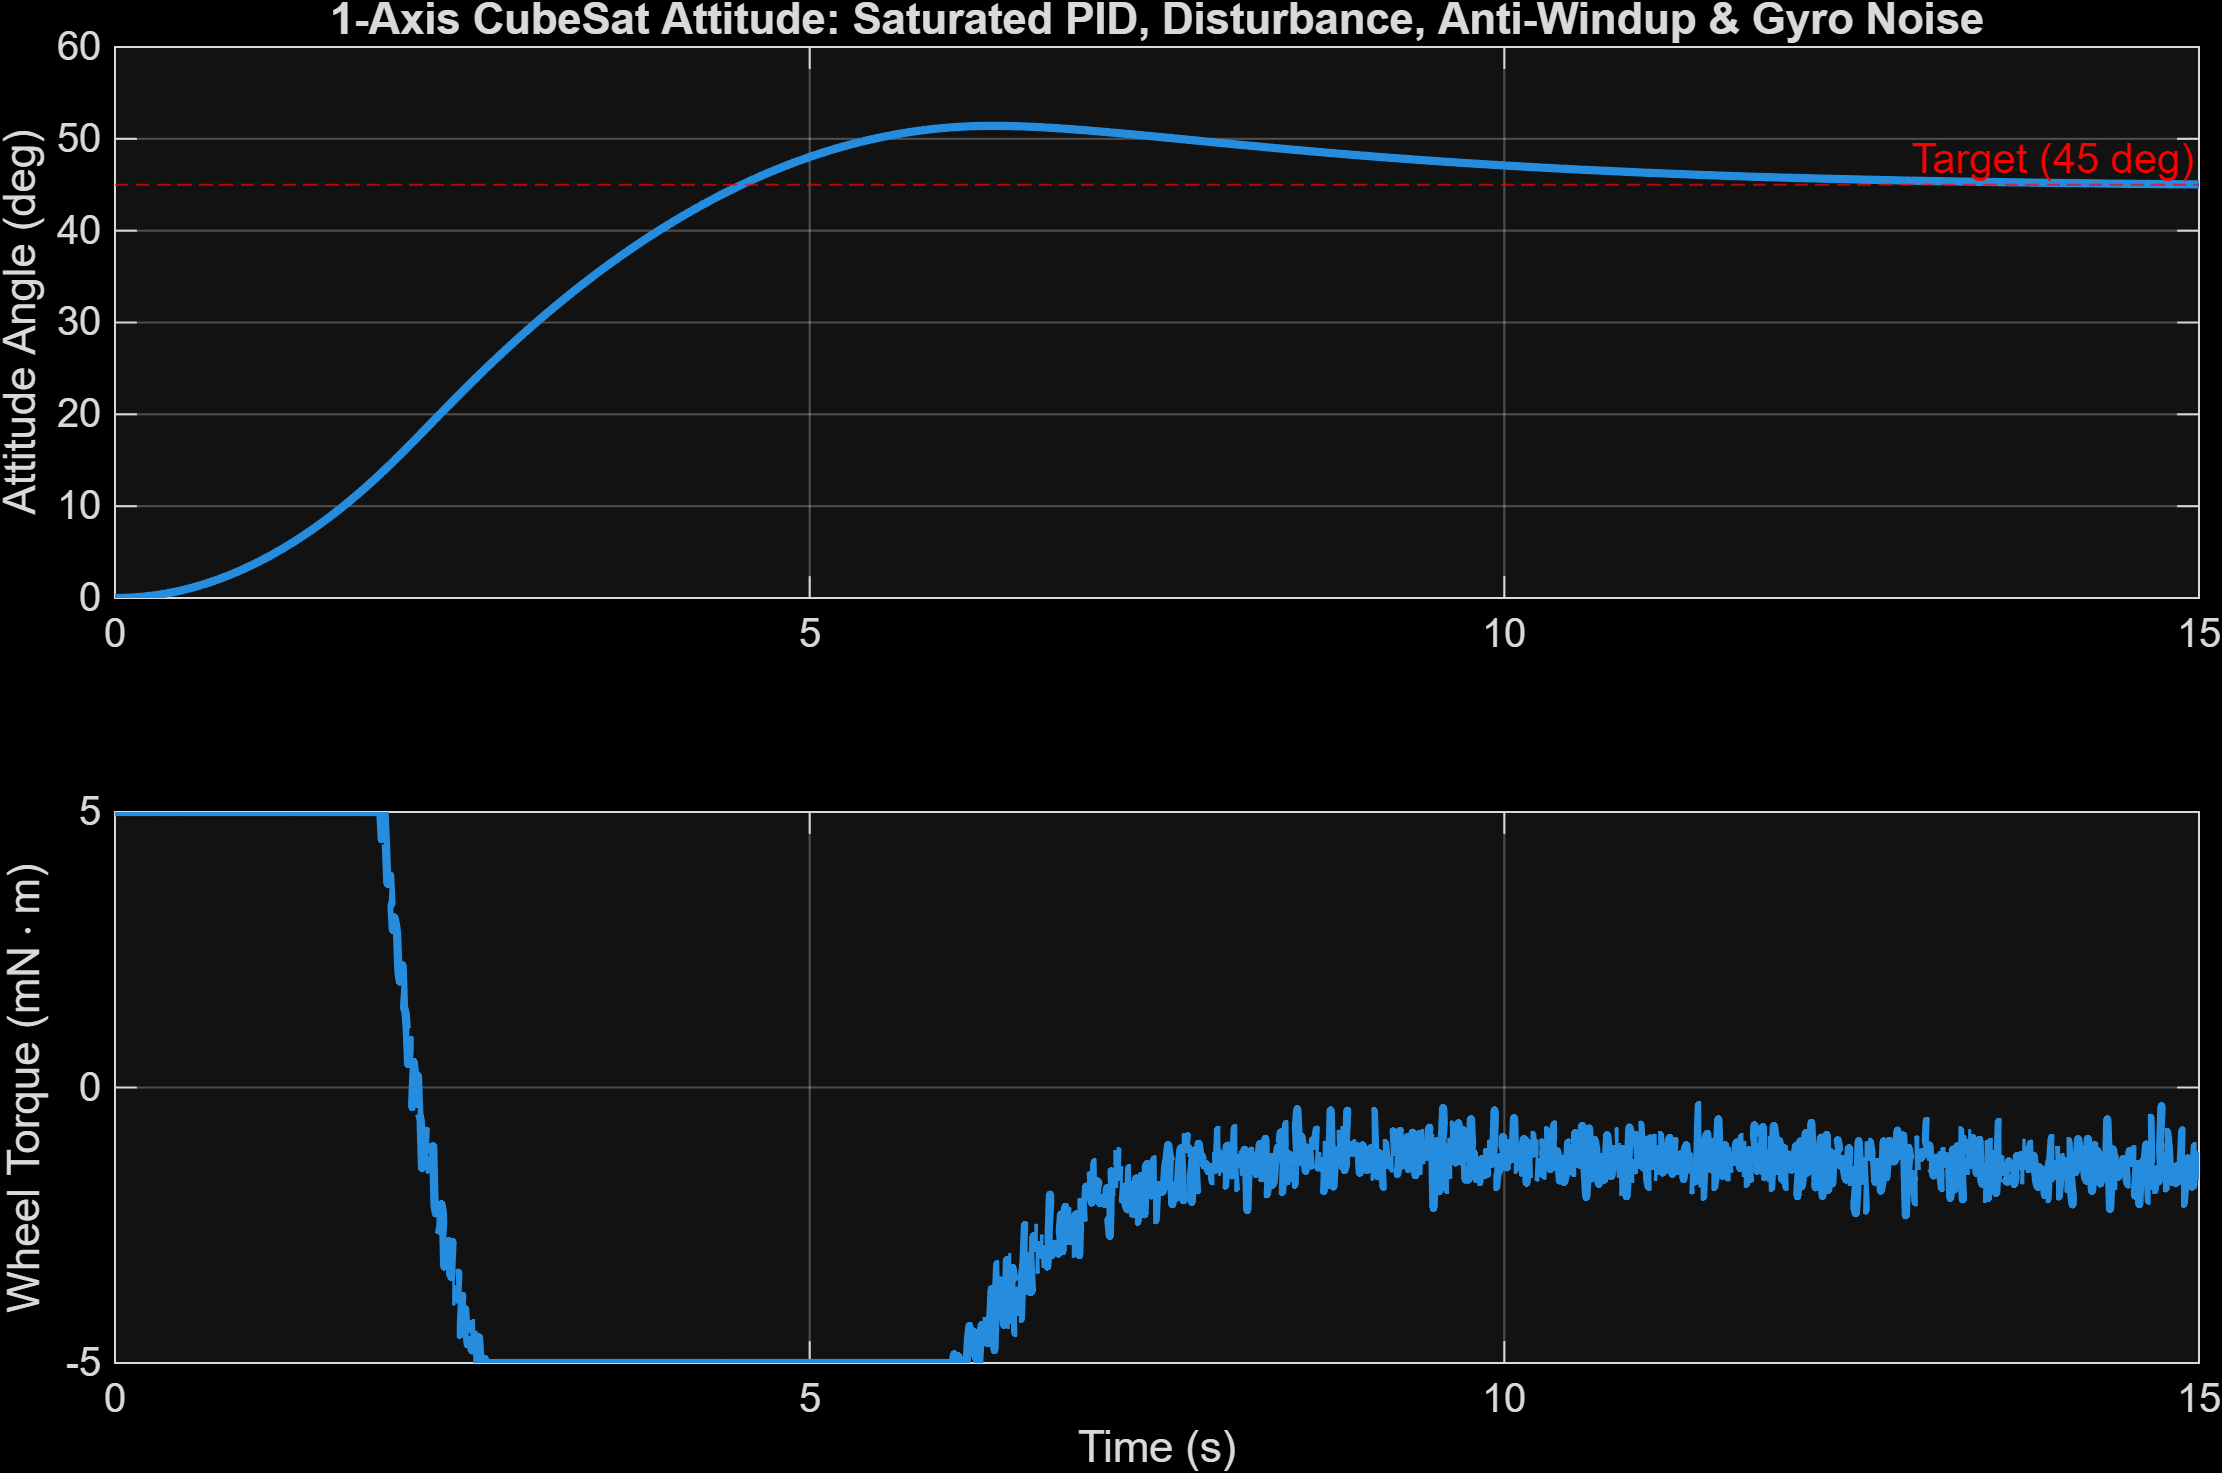 1-Axis CubeSat Attitude: Saturated PID, Disturbance, Anti-Windup & Gyro Noise
60
50
40
30
20
10
0
Attitude Angle (deg)
Target (45 deg)
0 5 10 15
5
0
-5
Wheel Torque (mN · m)
0 5 10 15
Time (s)